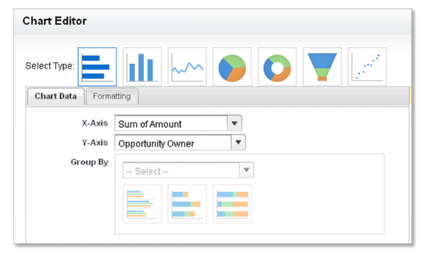 Chart Editor
Select Type:
Chart Data Formatting
X-Axis Sum of Amount
Y-Axis Opportunity Owner
Group By
-- Select --